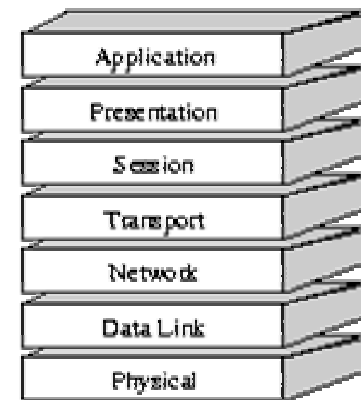 Application
Presentation
Session
Transport
Network
Data Link
Physical